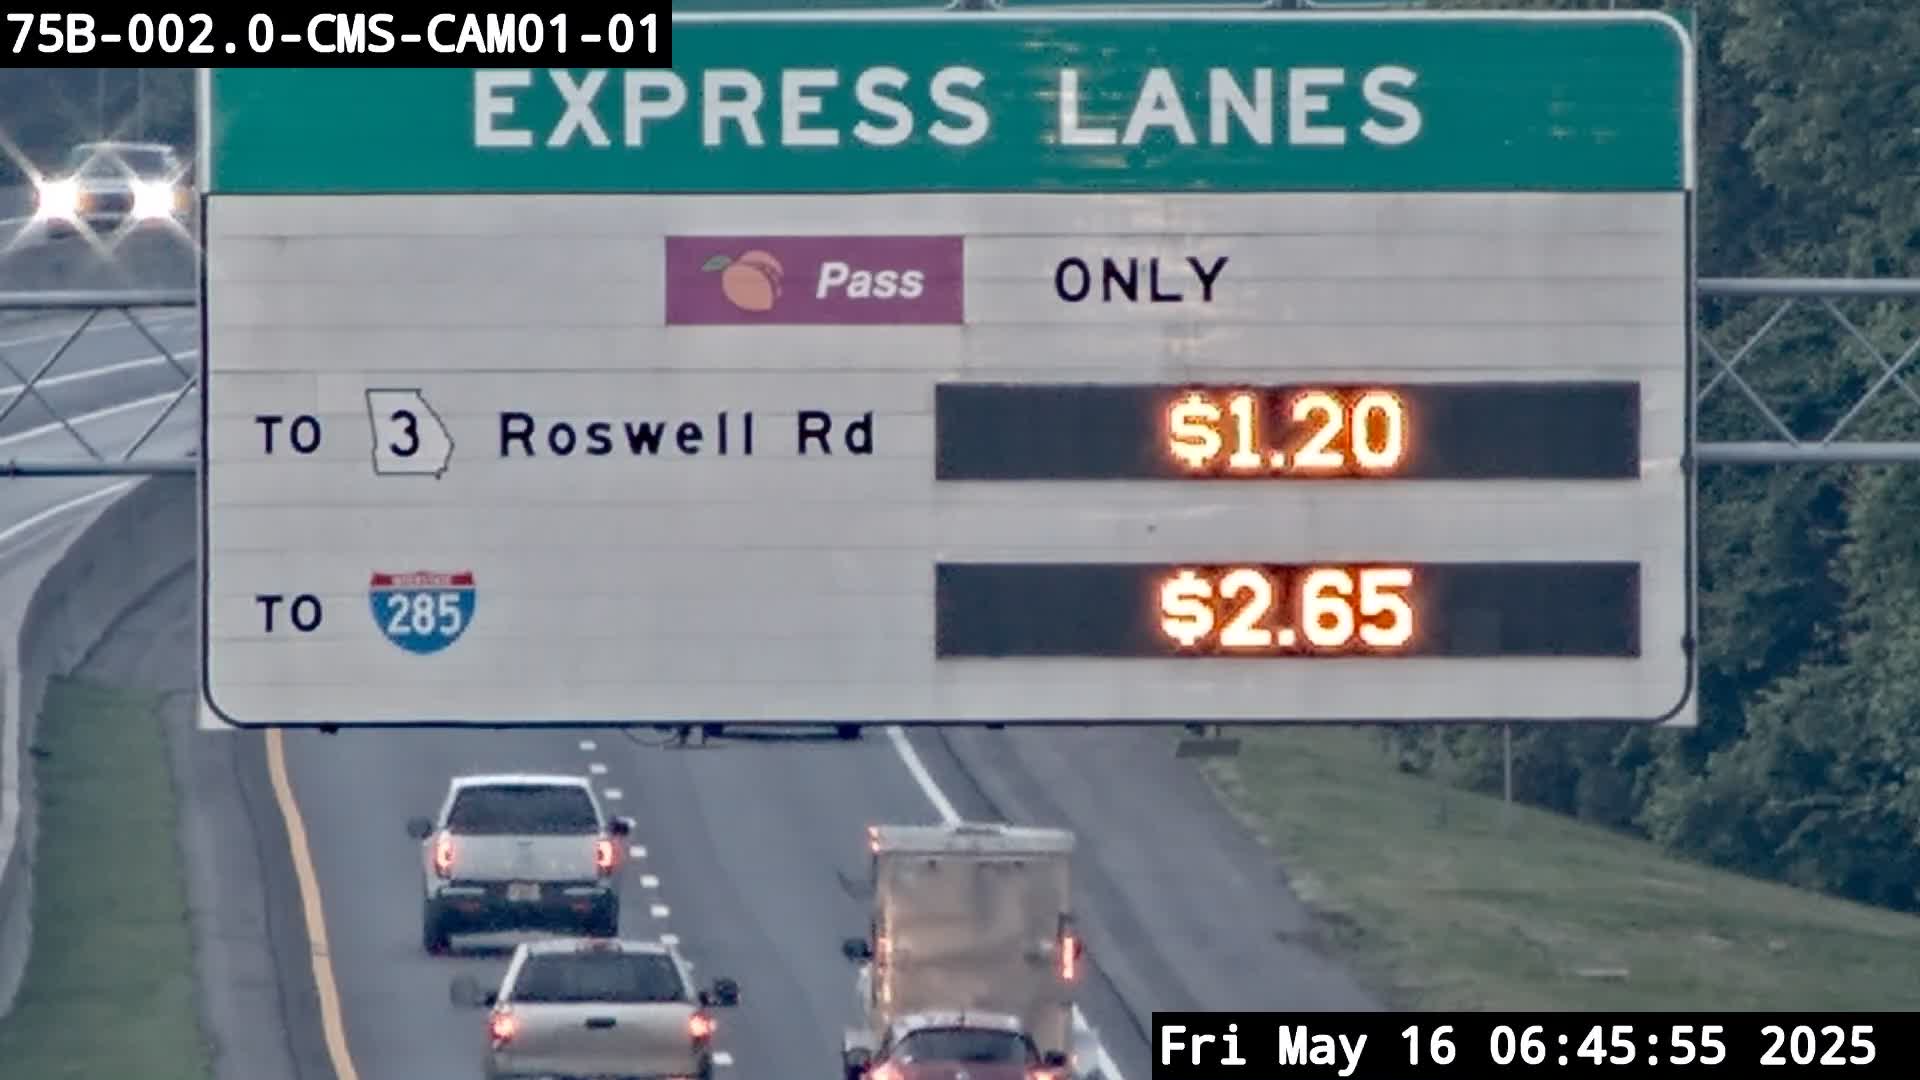 75B-002.0-CMS-CAM01-01
EXPRESS LANES
Pass ONLY
TO 3 Roswell Rd $1.20
TO INTERSTATE 285 $2.65
Fri May 16 06:45:55 2025